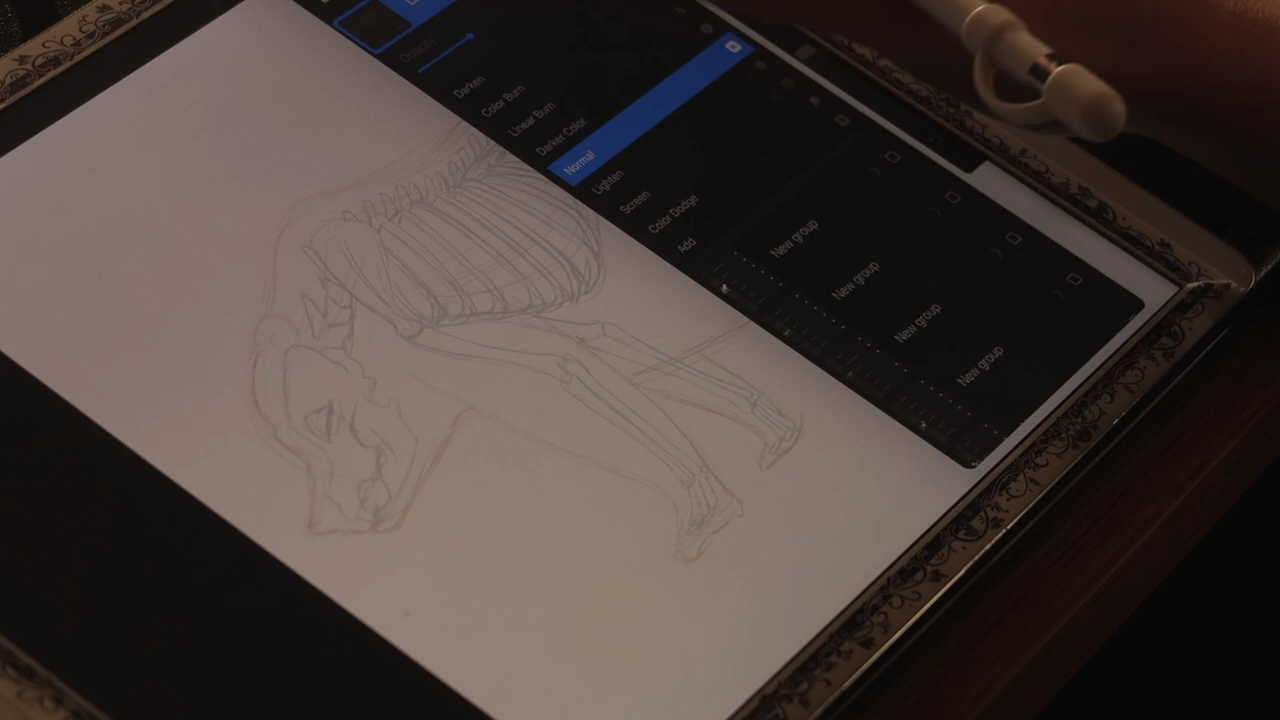 Opacity
Darken
Color Burn
Linear Burn
Darker Color
Normal
Lighten
Screen
Color Dodge
Add
New group
New group
New group
New group